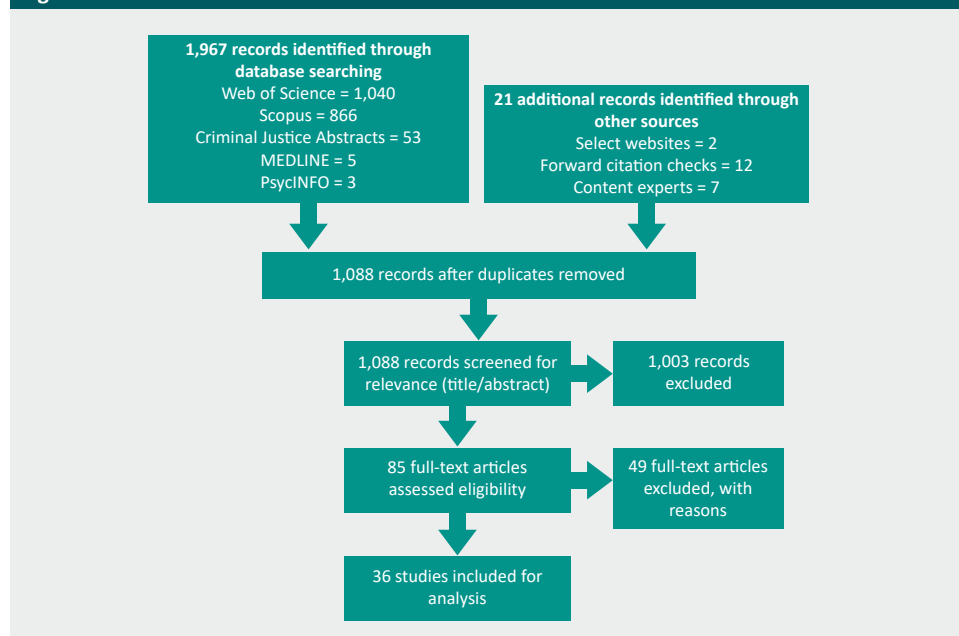 1,967 records identified through
database searching
Web of Science = 1,040
Scopus = 866
Criminal Justice Abstracts = 53
MEDLINE = 5
PsycINFO = 3
21 additional records identified through
other sources
Select websites = 2
Forward citation checks = 12
Content experts = 7
1,088 records after duplicates removed
1,088 records screened for
relevance (title/abstract)
1,003 records
excluded
85 full-text articles
assessed eligibility
49 full-text articles
excluded, with
reasons
36 studies included for
analysis